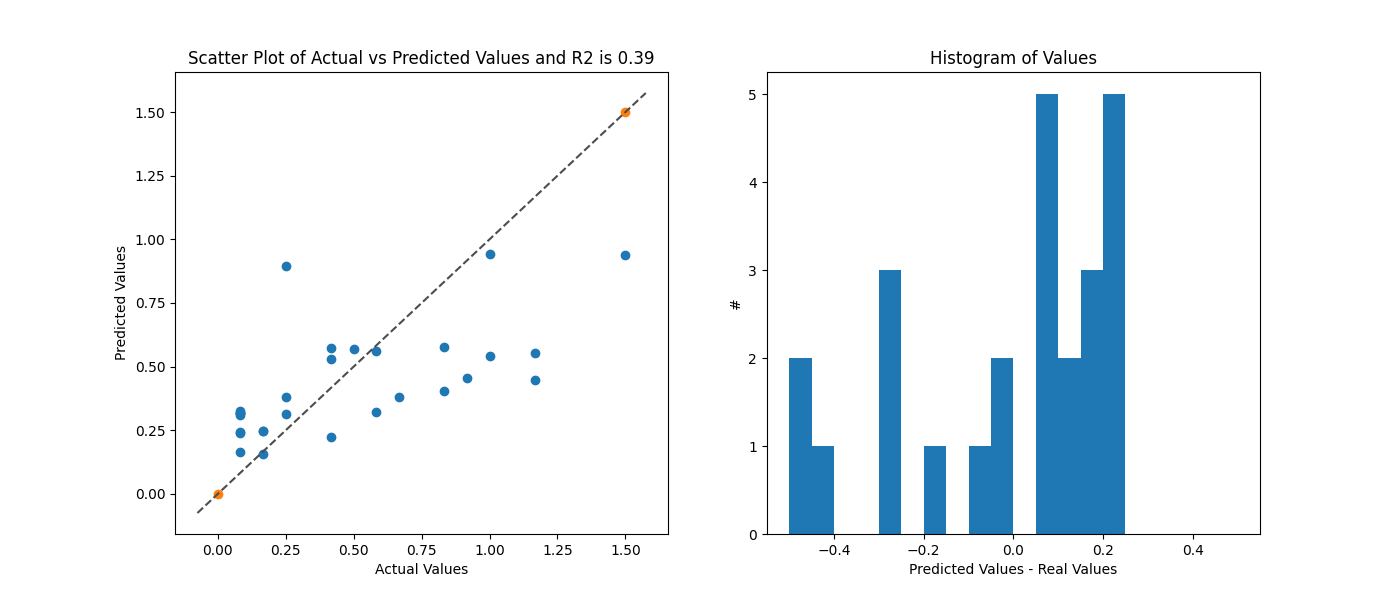 Scatter Plot of Actual vs Predicted Values and R2 is 0.39
Predicted Values
1.50
1.25
1.00
0.75
0.50
0.25
0.00
0.00 0.25 0.50 0.75 1.00 1.25 1.50
Actual Values
Histogram of Values
#
5
4
3
2
1
0
−0.4 −0.2 0.0 0.2 0.4
Predicted Values - Real Values